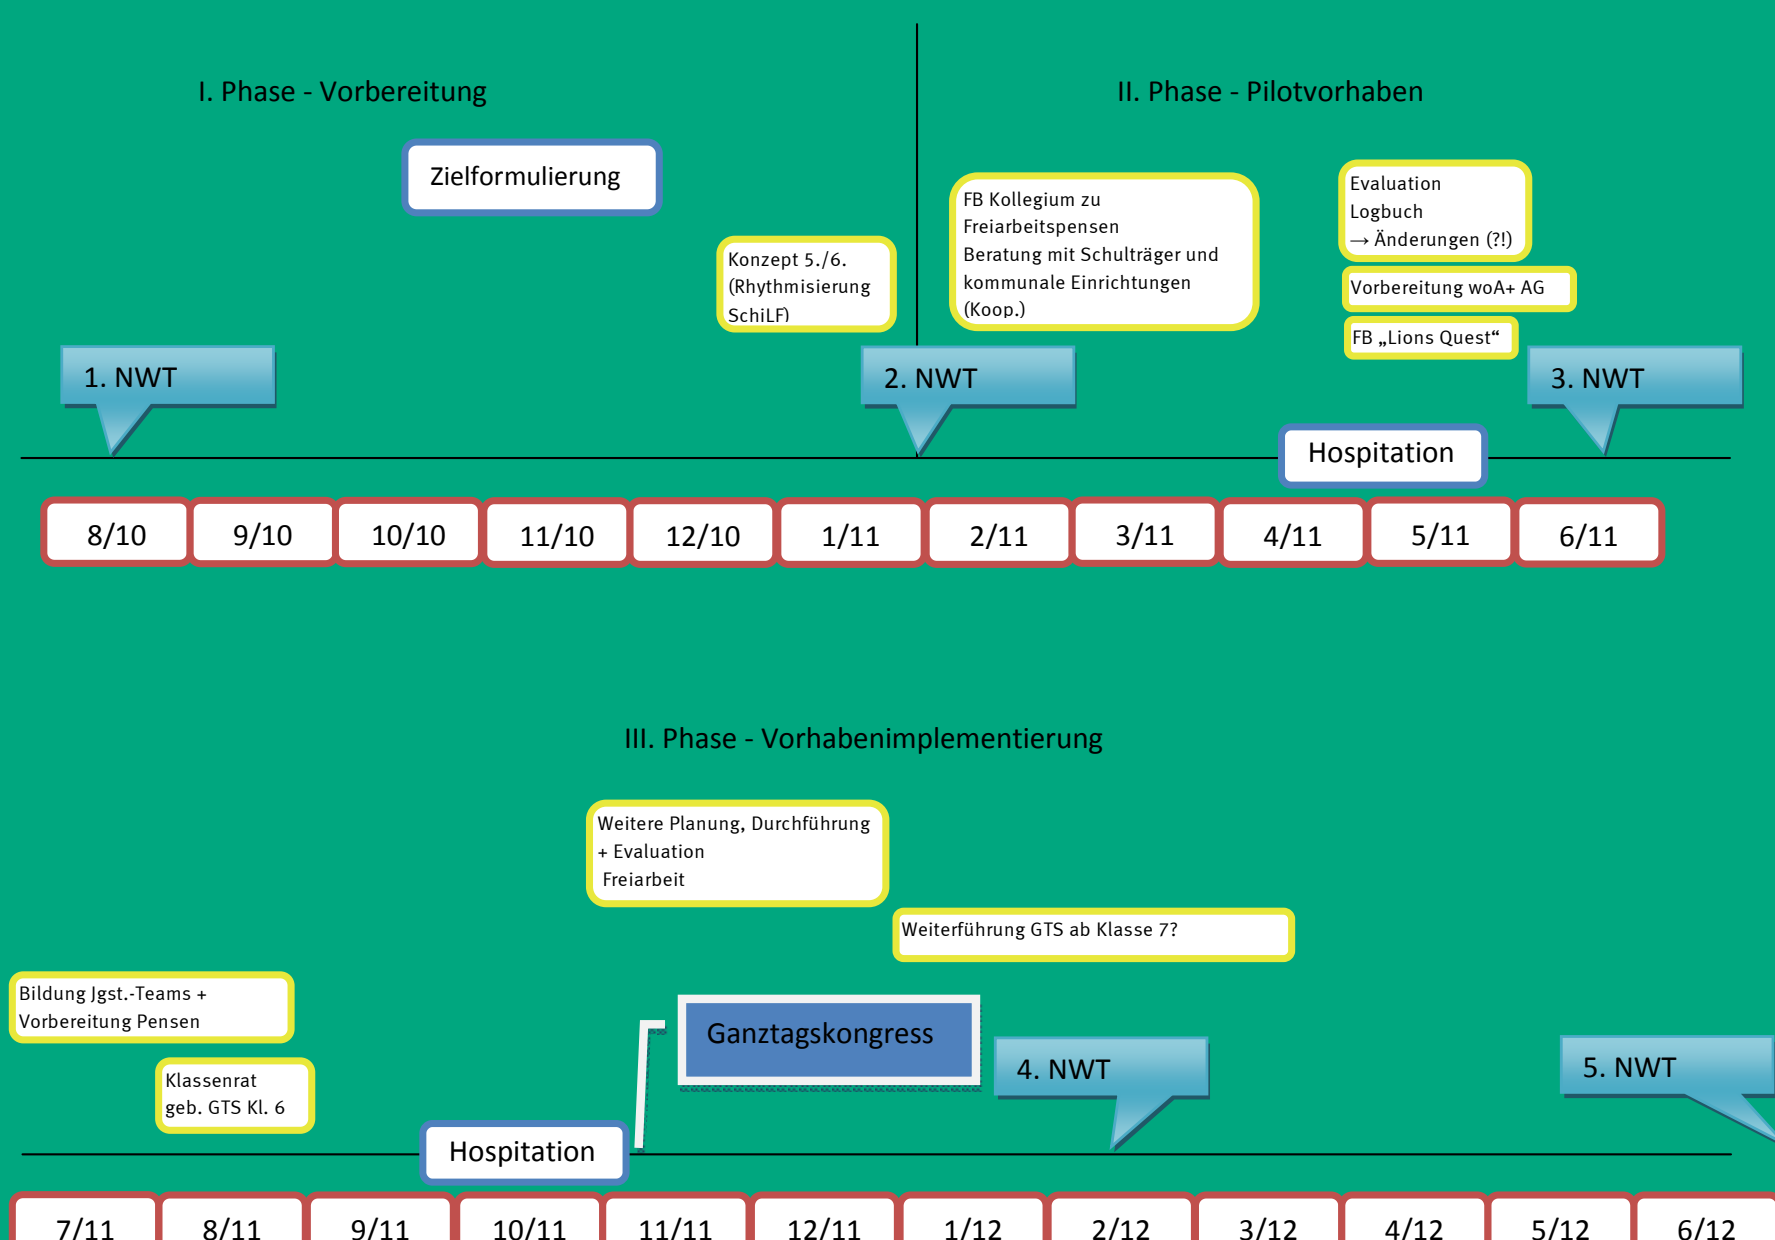 I. Phase - Vorbereitung
II. Phase - Pilotvorhaben
Zielformulierung
Konzept 5./6.
(Rhythmisierung
SchiLF)
FB Kollegium zu
Freiarbeitspensen
Beratung mit Schulträger und
kommunale Einrichtungen
(Koop.)
Evaluation
Logbuch
→ Änderungen (?!)
Vorbereitung woA+ AG
FB „Lions Quest“
1. NWT
2. NWT
3. NWT
Hospitation
8/10
9/10
10/10
11/10
12/10
1/11
2/11
3/11
4/11
5/11
6/11
III. Phase - Vorhabenimplementierung
Weitere Planung, Durchführung
+ Evaluation
Freiarbeit
Weiterführung GTS ab Klasse 7?
Bildung Jgst.-Teams +
Vorbereitung Pensen
Klassenrat
geb. GTS Kl. 6
Ganztagskongress
4. NWT
5. NWT
Hospitation
7/11
8/11
9/11
10/11
11/11
12/11
1/12
2/12
3/12
4/12
5/12
6/12